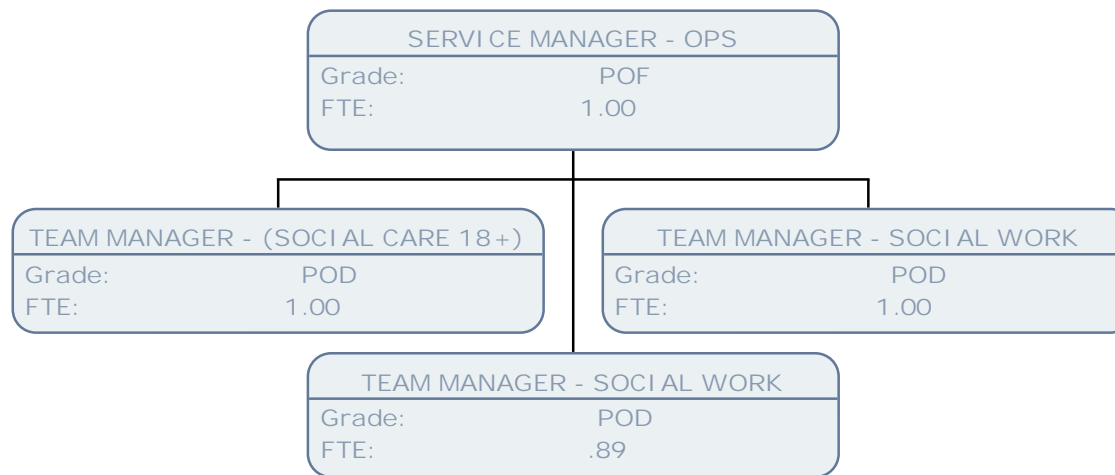 SERVICE MANAGER - OPS
Grade: POF
FTE: 1.00
TEAM MANAGER - (SOCIAL CARE 18+)
Grade: POD
FTE: 1.00
TEAM MANAGER - SOCIAL WORK
Grade: POD
FTE: 1.00
TEAM MANAGER - SOCIAL WORK
Grade: POD
FTE: .89